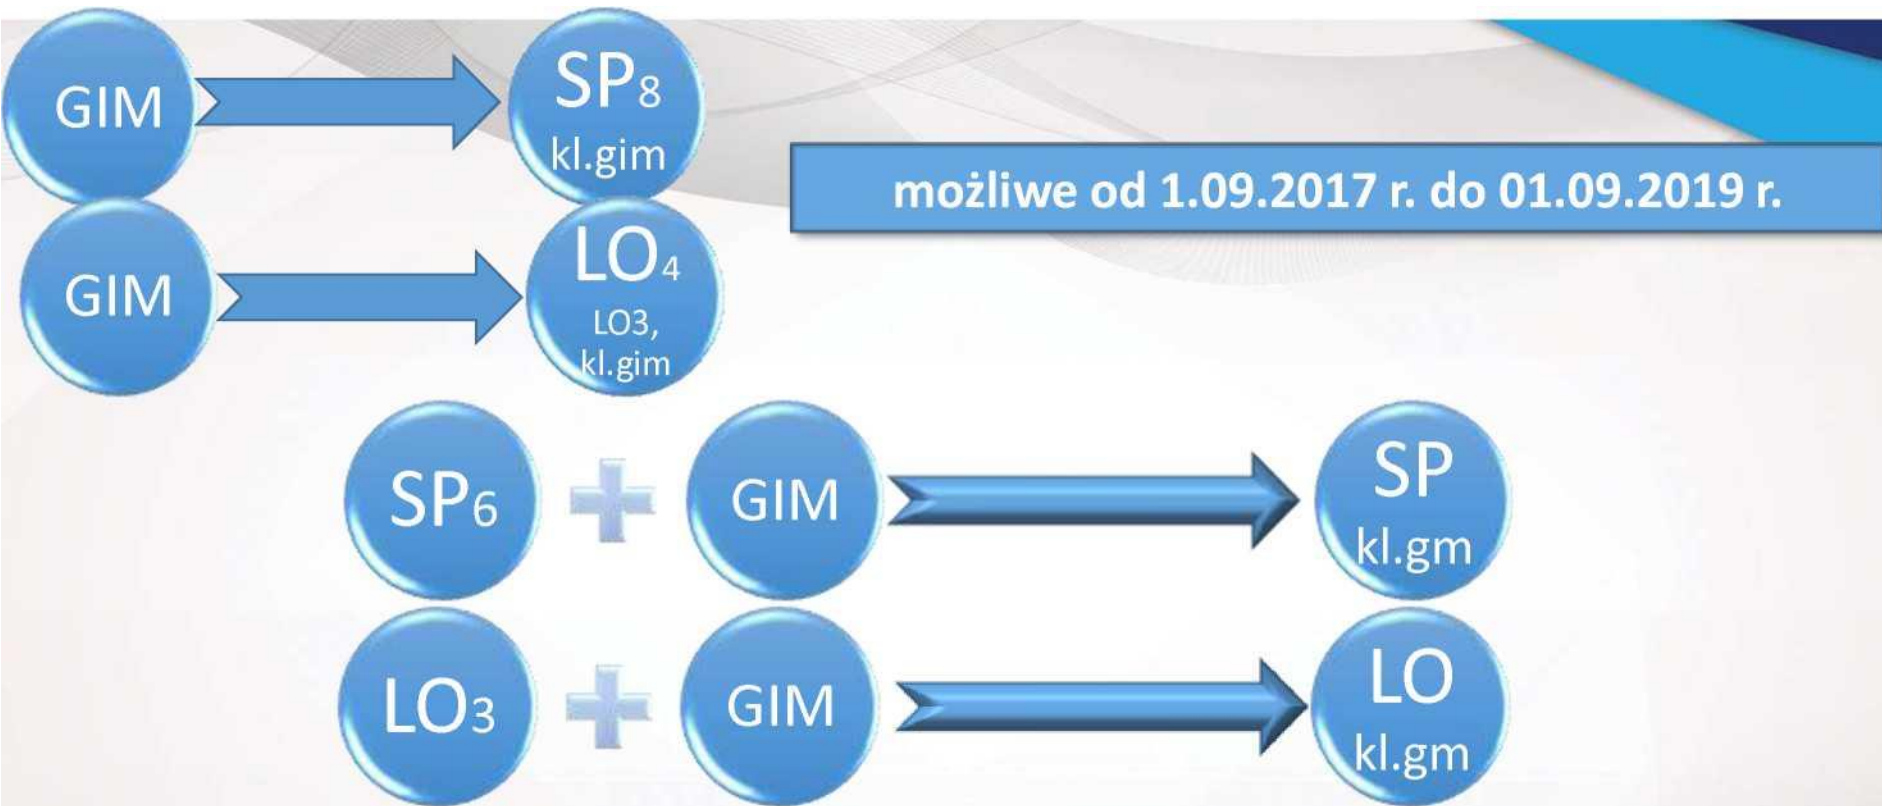 GIM
SP8
kl.gim
możliwe od 1.09.2017 r. do 01.09.2019 r.
GIM
LO4
LO3,
kl.gim
SP6 + GIM
SP
kl.gm
LO3 + GIM
LO
kl.gm